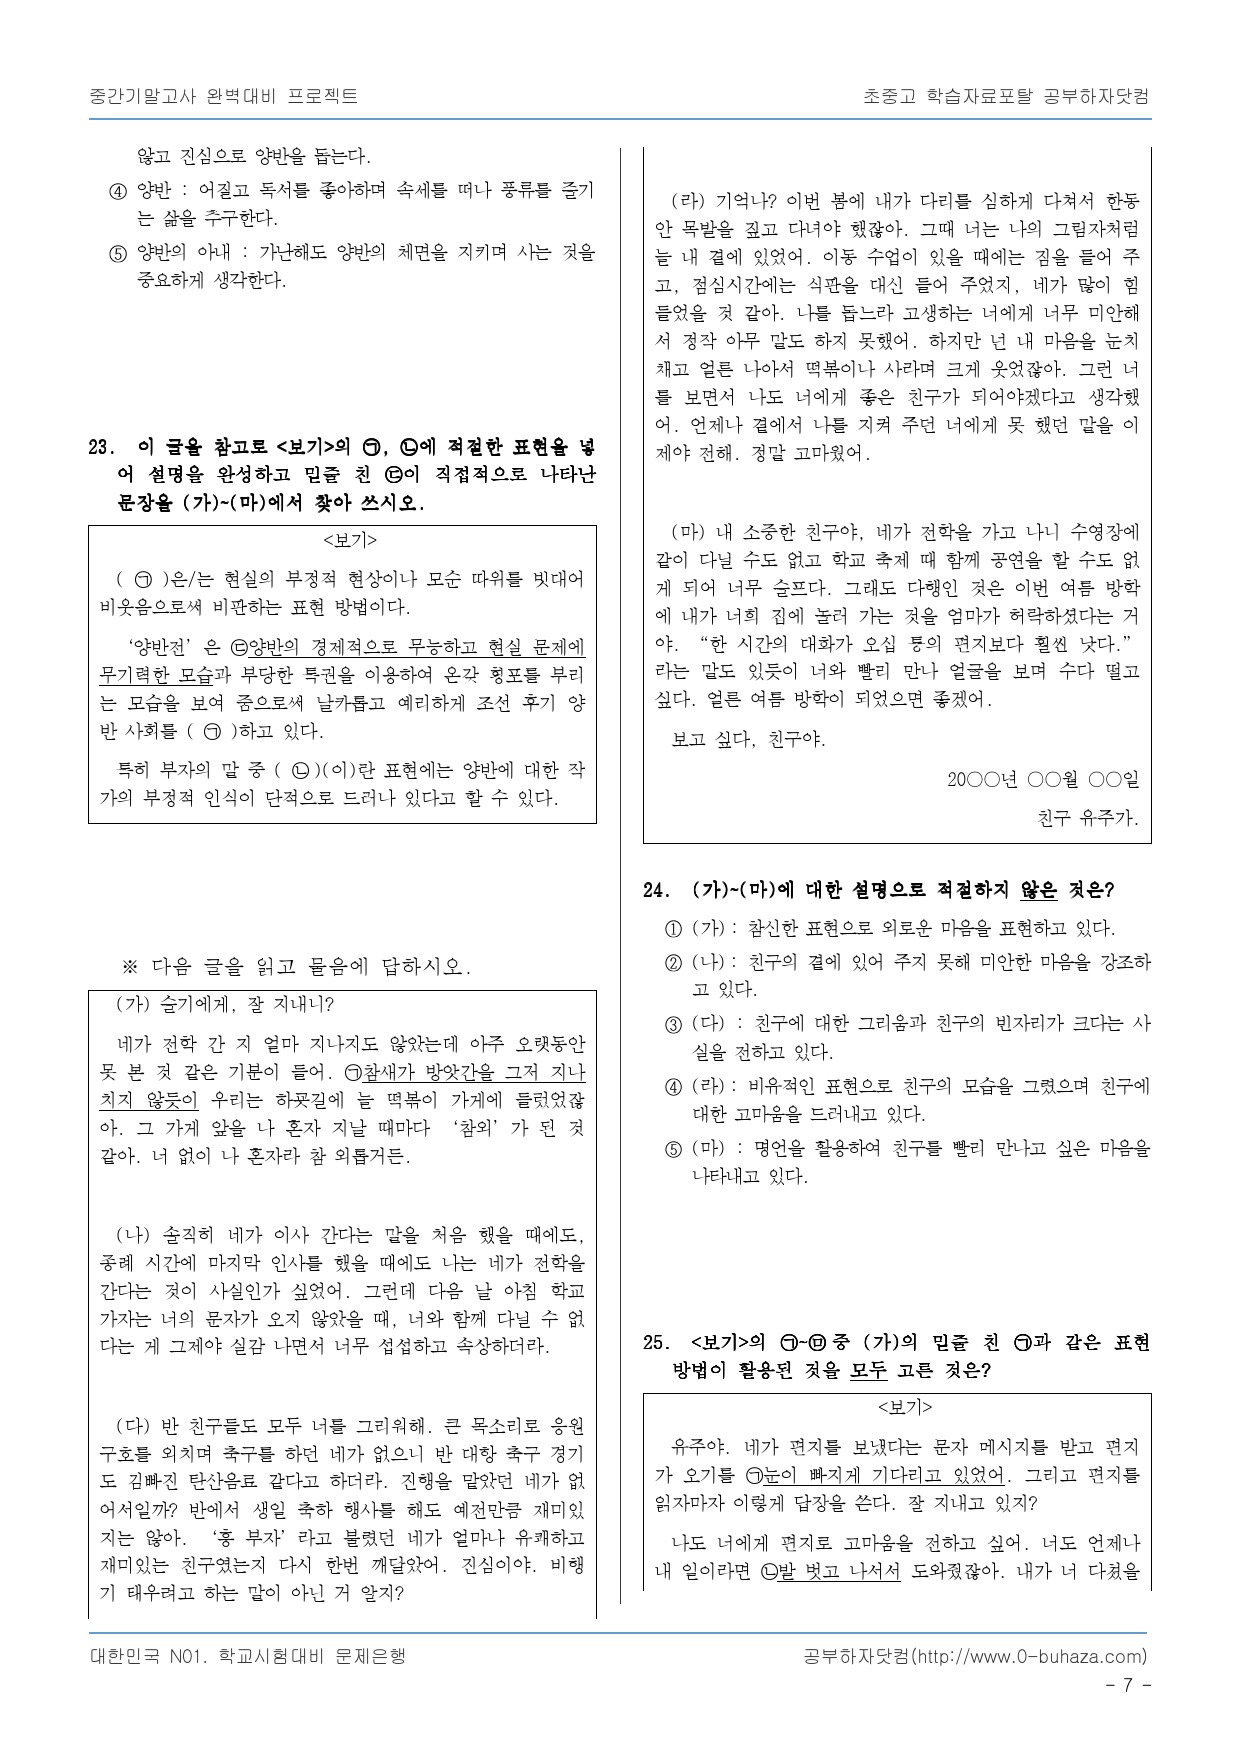 중간기말고사 완벽대비 프로젝트
초중고 학습자료포탈 공부하자닷컴
않고 진심으로 양반을 돕는다.
④ 양반 : 어질고 독서를 좋아하며 속세를 떠나 풍류를 즐기
는 삶을 추구한다.
⑤ 양반의 아내 : 가난해도 양반의 체면을 지키며 사는 것을
중요하게 생각한다.
23. 이 글을 참고로 <보기>의 ㉠, ㉡에 적절한 표현을 넣
어 설명을 완성하고 밑줄 친 ㉢이 직접적으로 나타난
문장을 (가)~(마)에서 찾아 쓰시오.
<보기>
( ㉠ )은/는 현실의 부정적 현상이나 모순 따위를 빗대어
비웃음으로써 비판하는 표현 방법이다.
‘양반전’은 ㉢양반의 경제적으로 무능하고 현실 문제에
무기력한 모습과 부당한 특권을 이용하여 온갖 횡포를 부리
는 모습을 보여 줌으로써 날카롭고 예리하게 조선 후기 양
반 사회를 ( ㉠ )하고 있다.
특히 부자의 말 중 ( ㉡ )(이)란 표현에는 양반에 대한 작
가의 부정적 인식이 단적으로 드러나 있다고 할 수 있다.
※ 다음 글을 읽고 물음에 답하시오.
(가) 슬기에게, 잘 지내니?
네가 전학 간 지 얼마 지나지도 않았는데 아주 오랫동안
못 본 것 같은 기분이 들어. ㉠참새가 방앗간을 그저 지나
치지 않듯이 우리는 하굣길에 늘 떡볶이 가게에 들렀었잖
아. 그 가게 앞을 나 혼자 지날 때마다 ‘참외’가 된 것
같아. 너 없이 나 혼자라 참 외롭거든.
(나) 솔직히 네가 이사 간다는 말을 처음 했을 때에도,
종례 시간에 마지막 인사를 했을 때에도 나는 네가 전학을
간다는 것이 사실인가 싶었어. 그런데 다음 날 아침 학교
가자는 너의 문자가 오지 않았을 때, 너와 함께 다닐 수 없
다는 게 그제야 실감 나면서 너무 섭섭하고 속상하더라.
(다) 반 친구들도 모두 너를 그리워해. 큰 목소리로 응원
구호를 외치며 축구를 하던 네가 없으니 반 대항 축구 경기
도 김빠진 탄산음료 같다고 하더라. 진행을 맡았던 네가 없
어서일까? 반에서 생일 축하 행사를 해도 예전만큼 재미있
지는 않아. ‘흥 부자’라고 불렸던 네가 얼마나 유쾌하고
재미있는 친구였는지 다시 한번 깨달았어. 진심이야. 비행
기 태우려고 하는 말이 아닌 거 알지?
(라) 기억나? 이번 봄에 내가 다리를 심하게 다쳐서 한동
안 목발을 짚고 다녀야 했잖아. 그때 너는 나의 그림자처럼
늘 내 곁에 있었어. 이동 수업이 있을 때에는 짐을 들어 주
고, 점심시간에는 식판을 대신 들어 주었지, 네가 많이 힘
들었을 것 같아. 나를 돕느라 고생하는 너에게 너무 미안해
서 정작 아무 말도 하지 못했어. 하지만 넌 내 마음을 눈치
채고 얼른 나아서 떡볶이나 사라며 크게 웃었잖아. 그런 너
를 보면서 나도 너에게 좋은 친구가 되어야겠다고 생각했
어. 언제나 곁에서 나를 지켜 주던 너에게 못 했던 말을 이
제야 전해. 정말 고마웠어.
(마) 내 소중한 친구야, 네가 전학을 가고 나니 수영장에
같이 다닐 수도 없고 학교 축제 때 함께 공연을 할 수도 없
게 되어 너무 슬프다. 그래도 다행인 것은 이번 여름 방학
에 내가 너희 집에 놀러 가는 것을 엄마가 허락하셨다는 거
야. “한 시간의 대화가 오십 통의 편지보다 훨씬 낫다.”
라는 말도 있듯이 너와 빨리 만나 얼굴을 보며 수다 떨고
싶다. 얼른 여름 방학이 되었으면 좋겠어.
보고 싶다, 친구야.
20○○년 ○○월 ○○일
친구 유주가.
24. (가)~(마)에 대한 설명으로 적절하지 않은 것은?
① (가) : 참신한 표현으로 외로운 마음을 표현하고 있다.
② (나) : 친구의 곁에 있어 주지 못해 미안한 마음을 강조하
고 있다.
③ (다) : 친구에 대한 그리움과 친구의 빈자리가 크다는 사
실을 전하고 있다.
④ (라) : 비유적인 표현으로 친구의 모습을 그렸으며 친구에
대한 고마움을 드러내고 있다.
⑤ (마) : 명언을 활용하여 친구를 빨리 만나고 싶은 마음을
나타내고 있다.
25. <보기>의 ㉠~㉤ 중 (가)의 밑줄 친 ㉠과 같은 표현
방법이 활용된 것을 모두 고른 것은?
<보기>
유주야. 네가 편지를 보냈다는 문자 메시지를 받고 편지
가 오기를 ㉠눈이 빠지게 기다리고 있었어. 그리고 편지를
읽자마자 이렇게 답장을 쓴다. 잘 지내고 있지?
나도 너에게 편지로 고마움을 전하고 싶어. 너도 언제나
내 일이라면 ㉡발 벗고 나서서 도와줬잖아. 내가 너 다쳤을
대한민국 NO1. 학교시험대비 문제은행
공부하자닷컴(http://www.0-buhaza.com)
- 7 -